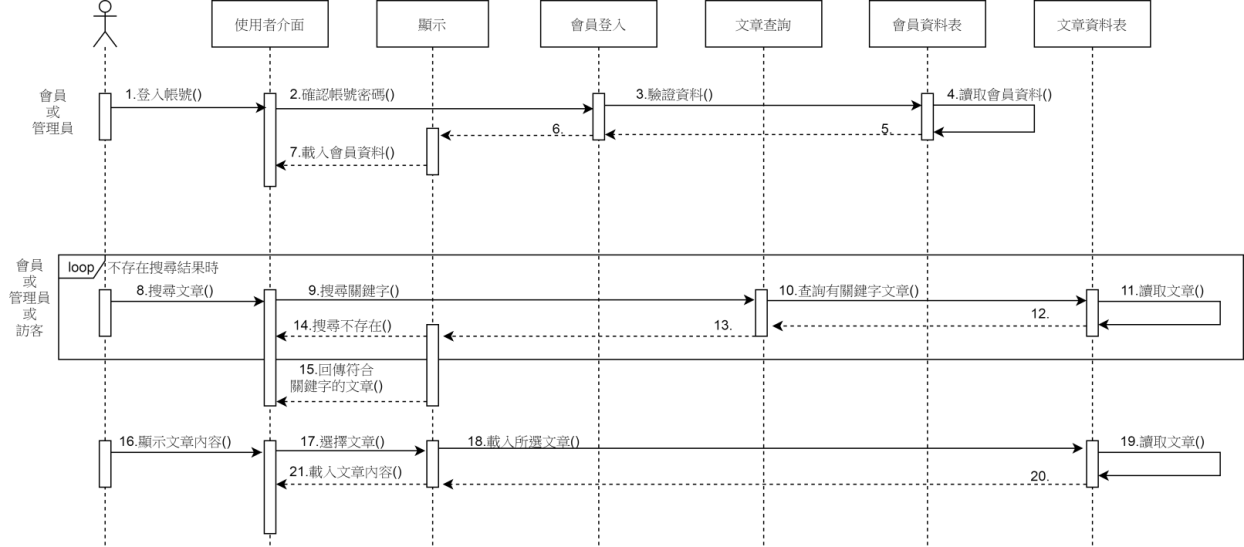 使用者介面
顯示
會員登入
文章查詢
會員資料表
文章資料表
會員
或
管理員
1.登入帳號()
2.確認帳號密碼()
3.驗證資料()
4.讀取會員資料()
5.
6.
7.載入會員資料()
會員
或
管理員
或
訪客
loop
不存在搜尋結果時
8.搜尋文章()
9.搜尋關鍵字()
10.查詢有關鍵字文章()
11.讀取文章()
12.
13.
14.搜尋不存在()
15.回傳符合
關鍵字的文章()
16.顯示文章內容()
17.選擇文章()
18.載入所選文章()
19.讀取文章()
20.
21.載入文章內容()